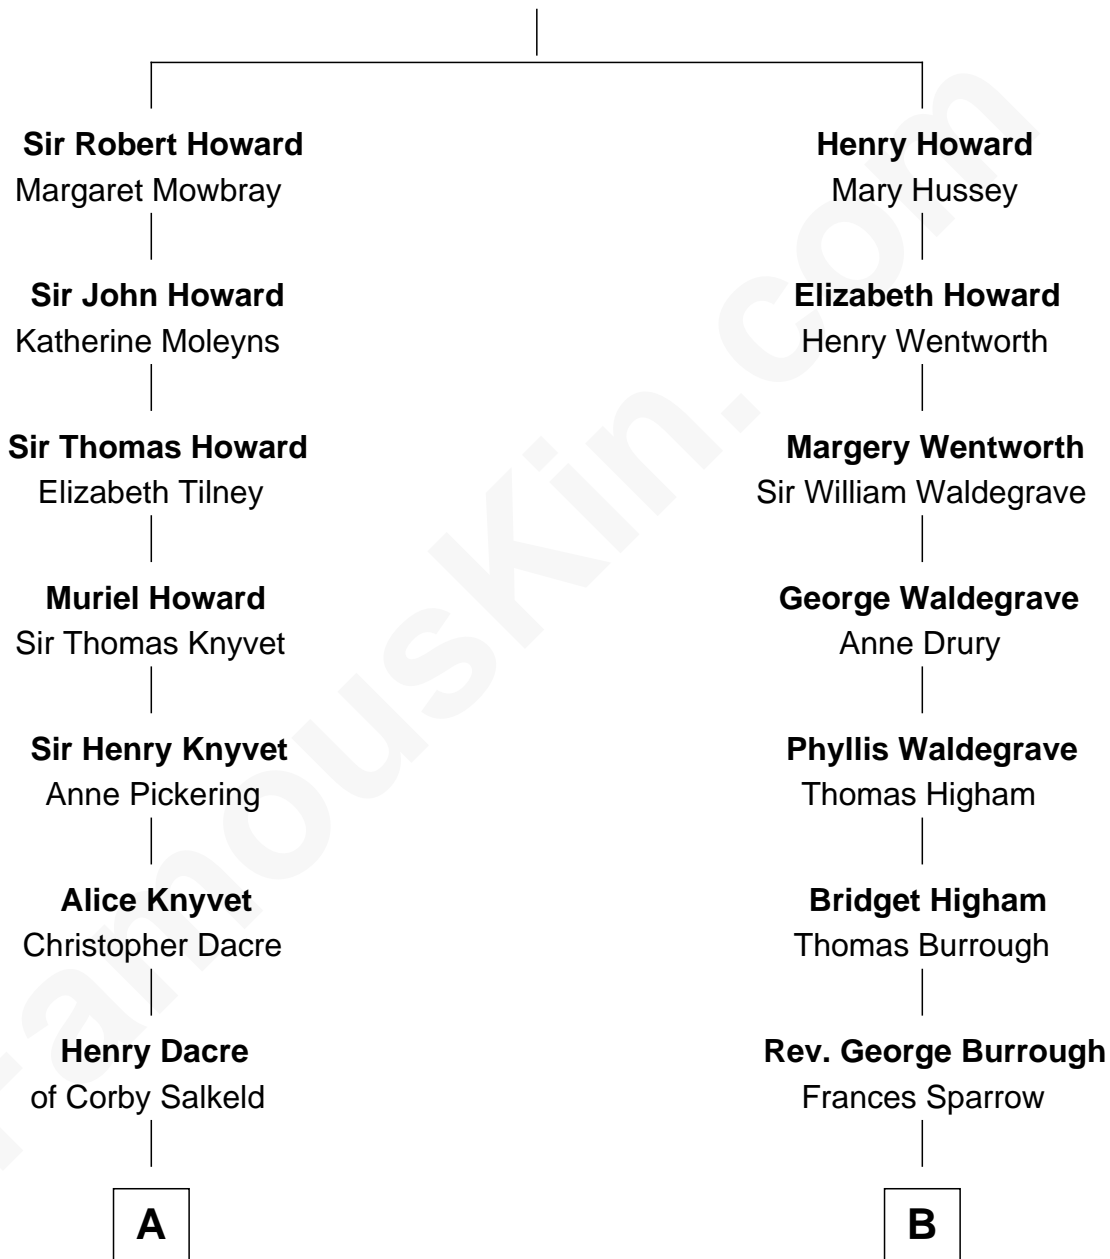 Sir Robert Howard
Margaret Mowbray
Henry Howard
Mary Hussey
Sir John Howard
Katherine Moleyns
Elizabeth Howard
Henry Wentworth
Sir Thomas Howard
Elizabeth Tilney
Margery Wentworth
Sir William Waldegrave
Muriel Howard
Sir Thomas Knyvet
George Waldegrave
Anne Drury
Sir Henry Knyvet
Anne Pickering
Phyllis Waldegrave
Thomas Higham
Alice Knyvet
Christopher Dacre
Bridget Higham
Thomas Burrough
Henry Dacre
of Corby Salkeld
Rev. George Burrough
Frances Sparrow
A
B
FamousKin.com